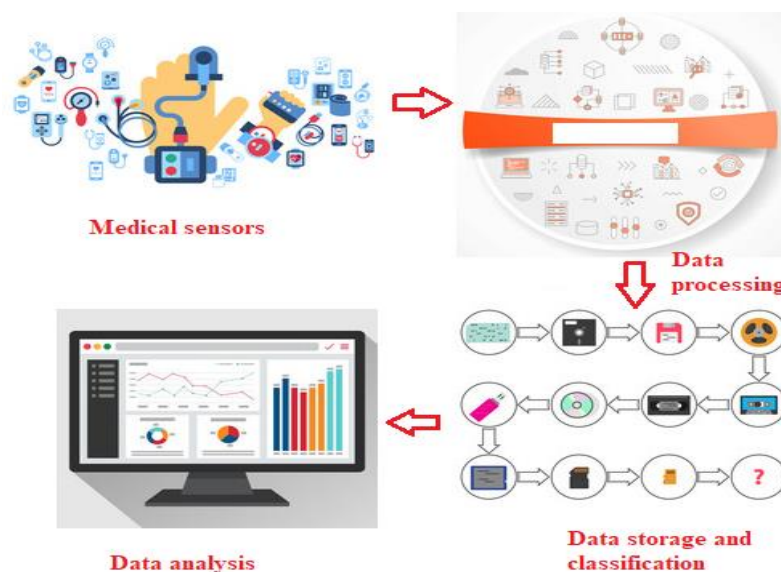 Medical sensors
Data
processing
Data storage and
classification
?
Data analysis